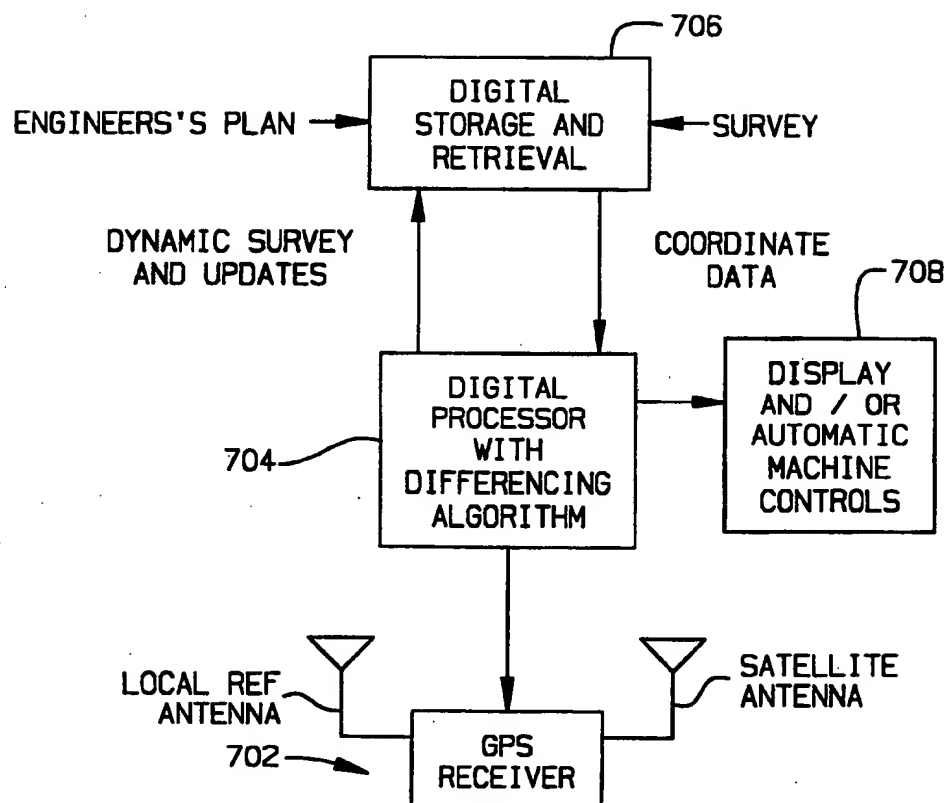 706
DIGITAL
STORAGE AND
RETRIEVAL
ENGINEERS'S PLAN
SURVEY
DYNAMIC SURVEY
AND UPDATES
COORDINATE
DATA
708
DIGITAL
PROCESSOR
WITH
DIFFERENCING
ALGORITHM
704
DISPLAY
AND / OR
AUTOMATIC
MACHINE
CONTROLS
LOCAL REF
ANTENNA
SATELLITE
ANTENNA
702
GPS
RECEIVER